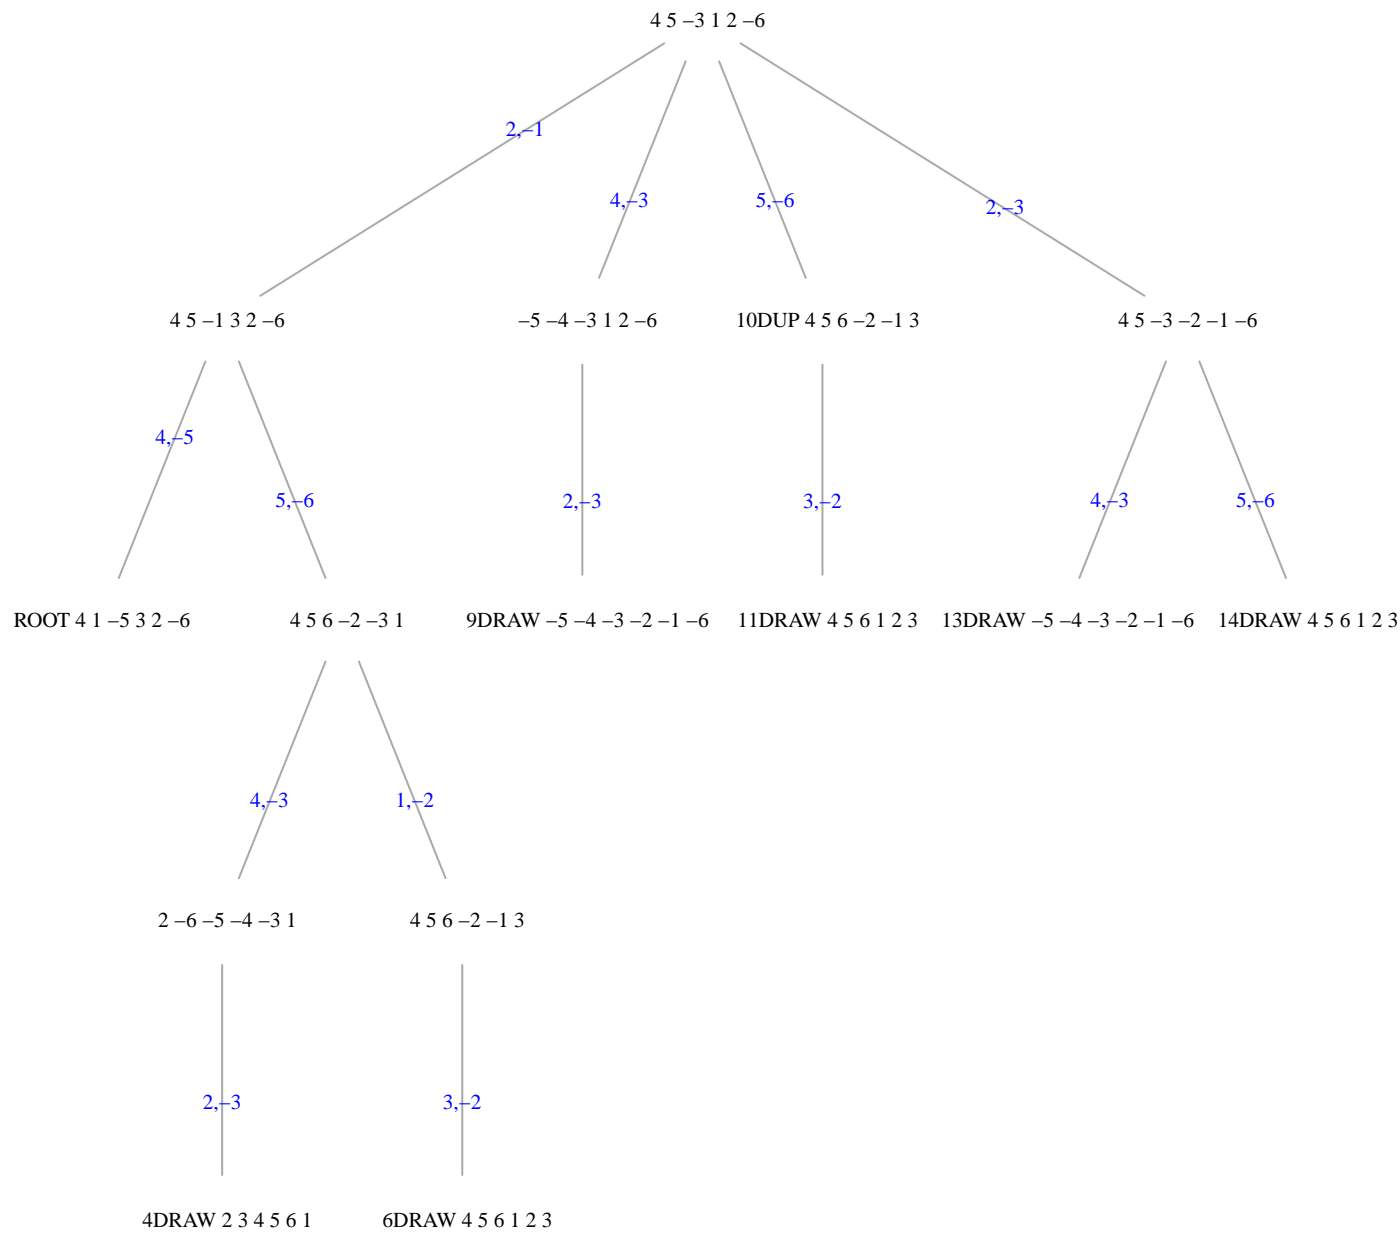 4 5 –3 1 2 –6
2,–1
4,–3
5,–6
2,–3
4 5 –1 3 2 –6
–5 –4 –3 1 2 –6
10DUP 4 5 6 –2 –1 3
4 5 –3 –2 –1 –6
4,–5
5,–6
2,–3
3,–2
4,–3
5,–6
ROOT 4 1 –5 3 2 –6
4 5 6 –2 –3 1
9DRAW –5 –4 –3 –2 –1 –6
11DRAW 4 5 6 1 2 3
13DRAW –5 –4 –3 –2 –1 –6
14DRAW 4 5 6 1 2 3
4,–3
1,–2
2 –6 –5 –4 –3 1
4 5 6 –2 –1 3
2,–3
3,–2
4DRAW 2 3 4 5 6 1
6DRAW 4 5 6 1 2 3